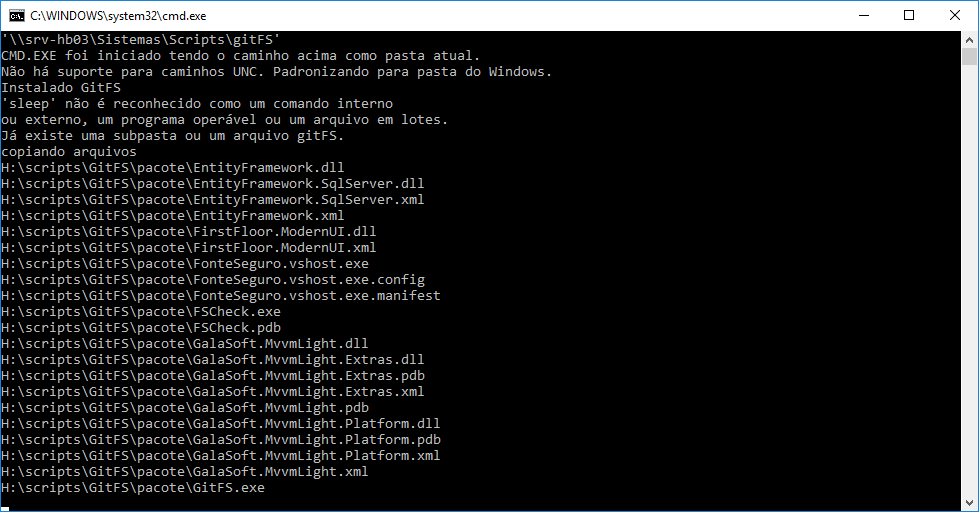 C:\WINDOWS\system32\cmd.exe
'\\srv-hb03\Sistemas\Scripts\gitFS'
CMD.EXE foi iniciado tendo o caminho acima como pasta atual.
Não há suporte para caminhos UNC. Padronizando para pasta do Windows.
Instalado GitFS
'sleep' não é reconhecido como um comando interno
ou externo, um programa operável ou um arquivo em lotes.
Já existe uma subpasta ou um arquivo gitFS.
copiando arquivos
H:\scripts\GitFS\pacote\EntityFramework.dll
H:\scripts\GitFS\pacote\EntityFramework.SqlServer.dll
H:\scripts\GitFS\pacote\EntityFramework.SqlServer.xml
H:\scripts\GitFS\pacote\EntityFramework.xml
H:\scripts\GitFS\pacote\FirstFloor.ModernUI.dll
H:\scripts\GitFS\pacote\FirstFloor.ModernUI.xml
H:\scripts\GitFS\pacote\FonteSeguro.vshost.exe
H:\scripts\GitFS\pacote\FonteSeguro.vshost.exe.config
H:\scripts\GitFS\pacote\FonteSeguro.vshost.exe.manifest
H:\scripts\GitFS\pacote\FSCheck.exe
H:\scripts\GitFS\pacote\FSCheck.pdb
H:\scripts\GitFS\pacote\GalaSoft.MvvmLight.dll
H:\scripts\GitFS\pacote\GalaSoft.MvvmLight.Extras.dll
H:\scripts\GitFS\pacote\GalaSoft.MvvmLight.Extras.pdb
H:\scripts\GitFS\pacote\GalaSoft.MvvmLight.Extras.xml
H:\scripts\GitFS\pacote\GalaSoft.MvvmLight.pdb
H:\scripts\GitFS\pacote\GalaSoft.MvvmLight.Platform.dll
H:\scripts\GitFS\pacote\GalaSoft.MvvmLight.Platform.pdb
H:\scripts\GitFS\pacote\GalaSoft.MvvmLight.Platform.xml
H:\scripts\GitFS\pacote\GalaSoft.MvvmLight.xml
H:\scripts\GitFS\pacote\GitFS.exe